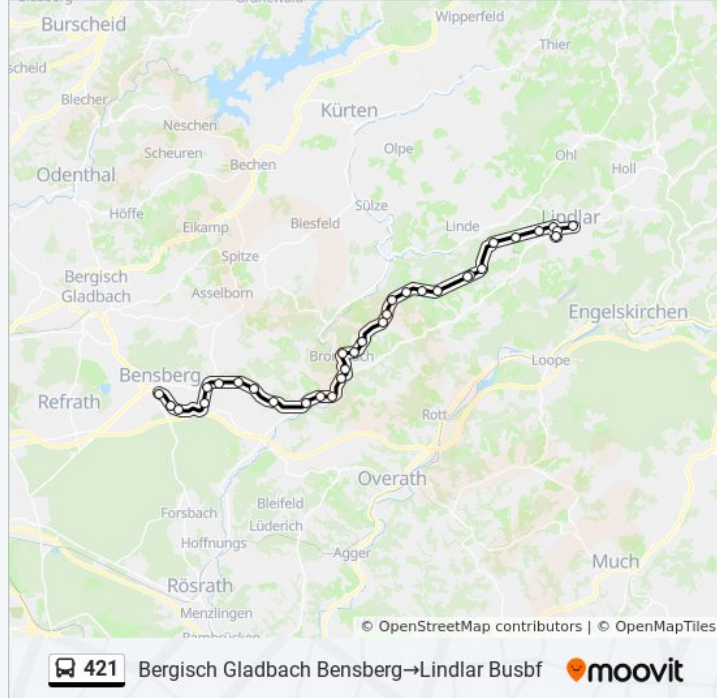 Burscheid
Wipperfeld
Thier
scheid
Blecher
Kürten
Neschen
Scheuren
Olpe
Ohl
Bechen
Holl
Odenthal
Sülze
Höffe
Lindlar
Eikamp
Biesfeld
Linde
Spitze
Bergisch
Gladbach
Asselborn
Engelskirchen
Loope
Bensberg
Refrath
Rott
Overath
Bleifeld
Forsbach
Lüderich
Hoffnungs
Agger
Much
Rösrath
Menzlingen
© OpenStreetMap contributors | © OpenMapTiles
421 Bergisch Gladbach Bensberg→Lindlar Busbf moovit